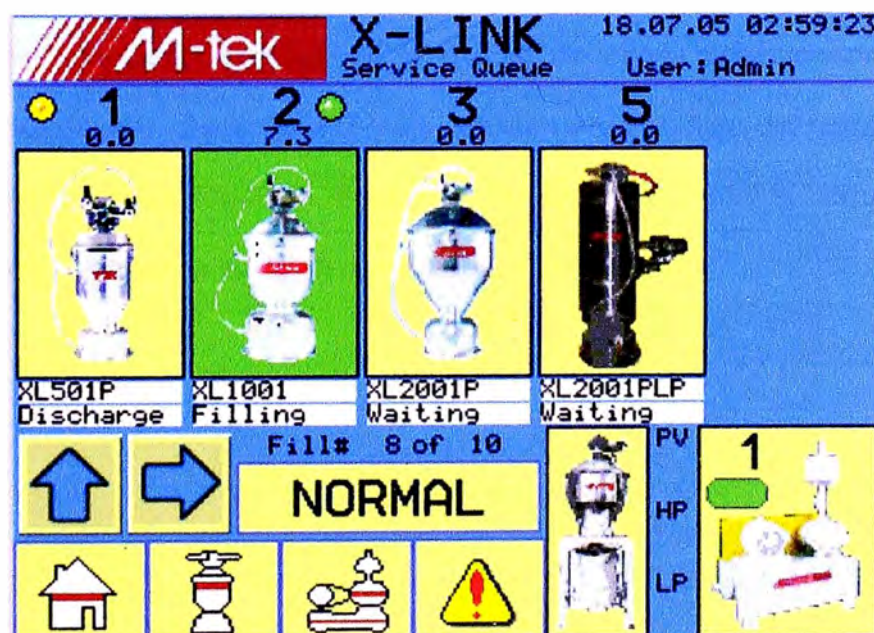 M-tek
X-LINK
18.07.05 02:59:23
Service Queue
User:Admin
1 2 3 5
0.0 7.3 0.0 0.0
XL501P XL1001 XL2001P XL2001PLP
Discharge Filling Waiting Waiting
Fill# 8 of 10
NORMAL
PV
HP
LP
1